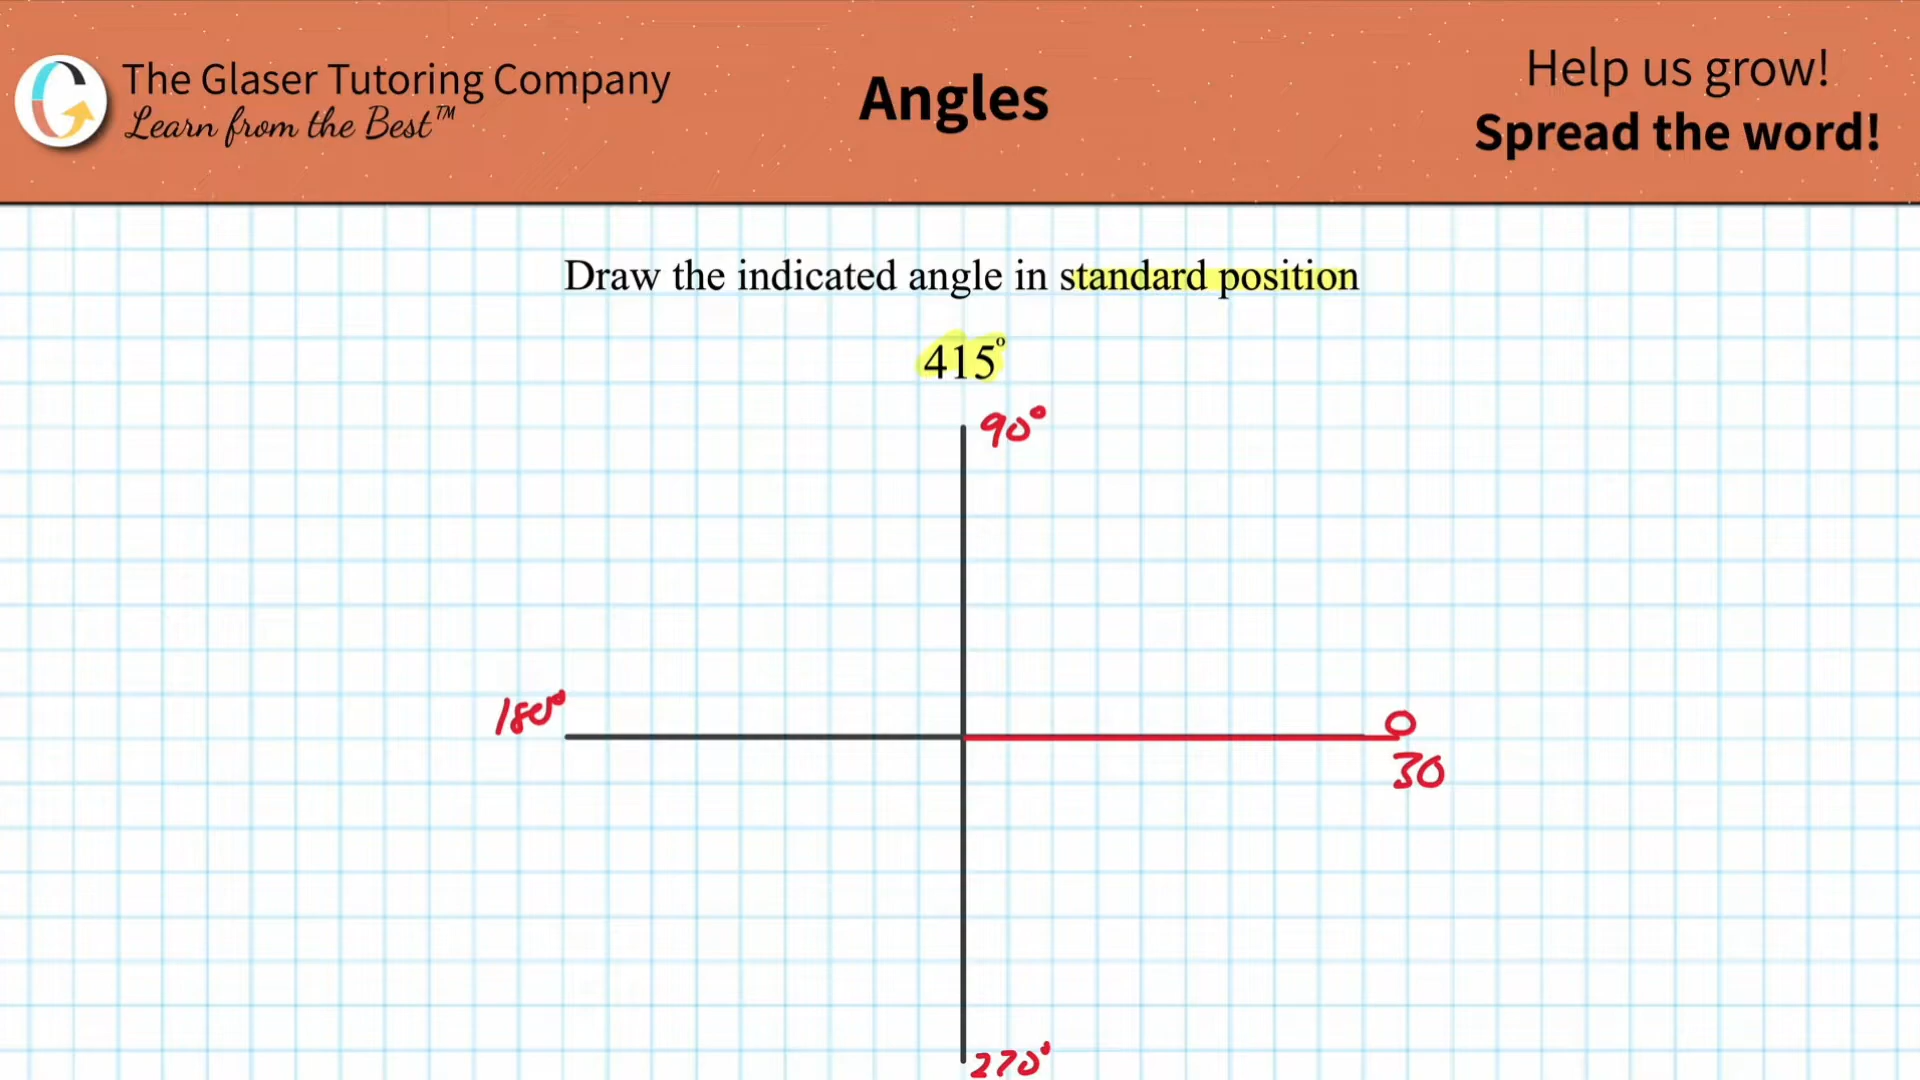 The Glaser Tutoring Company
Learn from the Best™
Angles
Help us grow!
Spread the word!
Draw the indicated angle in standard position
415°
90°
180°
0
30
270°